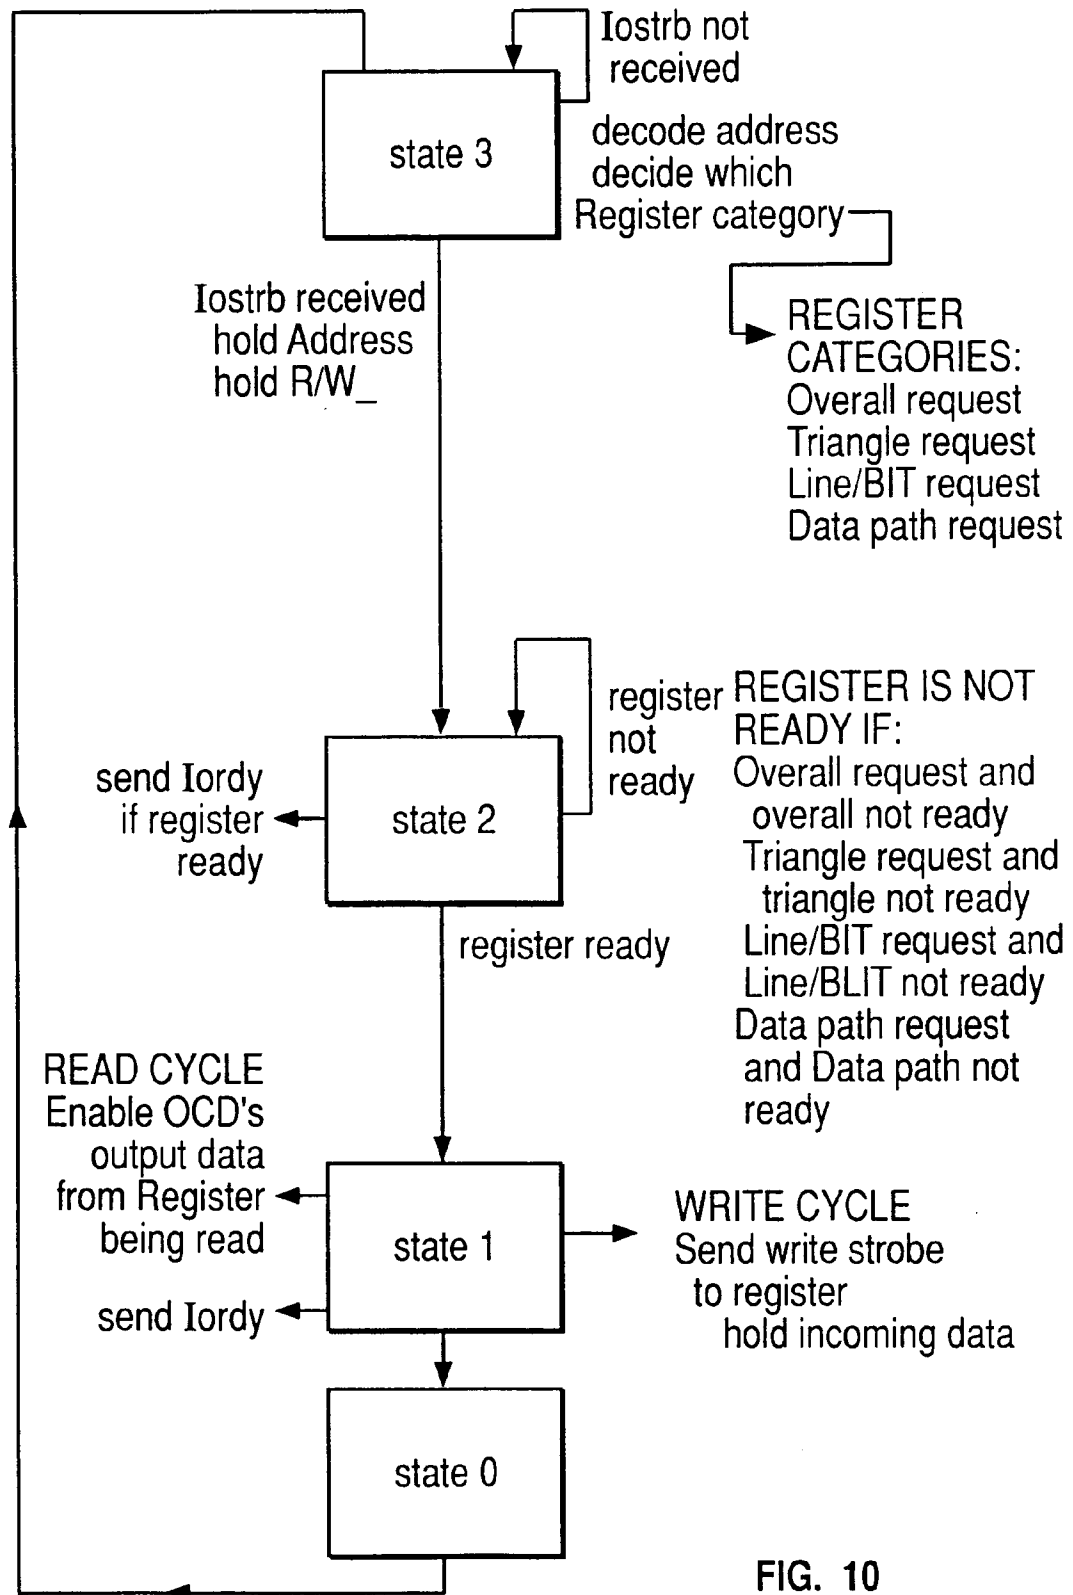 Iostrb not
received
state 3
decode address
decide which
Register category
Iostrb received
hold Address
hold R/W_
REGISTER
CATEGORIES:
Overall request
Triangle request
Line/BIT request
Data path request
register
not
ready
REGISTER IS NOT
READY IF:
Overall request and
overall not ready
Triangle request and
triangle not ready
Line/BIT request and
Line/BLIT not ready
Data path request
and Data path not
ready
send Iordy
if register
ready
state 2
register ready
READ CYCLE
Enable OCD's
output data
from Register
being read
send Iordy
state 1
WRITE CYCLE
Send write strobe
to register
hold incoming data
state 0
FIG. 10